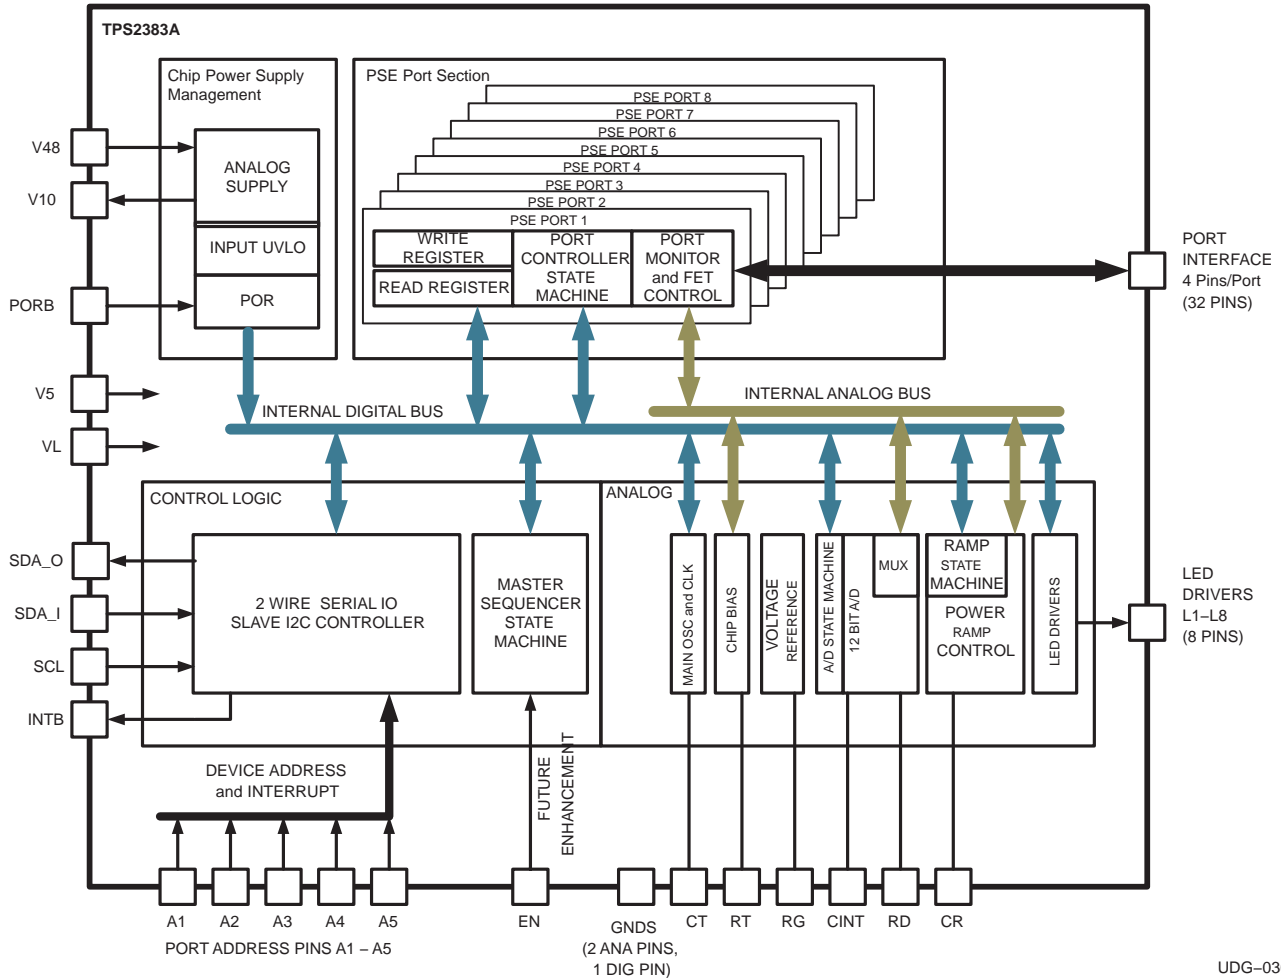 TPS2383A
Chip Power Supply
Management
PSE Port Section
PSE PORT 8
PSE PORT 7
PSE PORT 6
PSE PORT 5
PSE PORT 4
PSE PORT 3
PSE PORT 2
PSE PORT 1
V48
V10
PORB
V5
VL
ANALOG
SUPPLY
INPUT UVLO
POR
WRITE
REGISTER
READ REGISTER
PORT
CONTROLLER
STATE
MACHINE
PORT
MONITOR
and FET
CONTROL
PORT
INTERFACE
4 Pins/Port
(32 PINS)
INTERNAL DIGITAL BUS
INTERNAL ANALOG BUS
CONTROL LOGIC
ANALOG
SDA_O
SDA_I
SCL
INTB
2 WIRE SERIAL IO
SLAVE I2C CONTROLLER
MASTER
SEQUENCER
STATE
MACHINE
MAIN OSC and CLK
CHIP BIAS
VOLTAGE
REFERENCE
A/D STATE MACHINE
12 BIT A/D
MUX
RAMP
STATE
MACHINE
POWER
RAMP
CONTROL
LED DRIVERS
LED
DRIVERS
L1–L8
(8 PINS)
DEVICE ADDRESS
and INTERRUPT
FUTURE
ENHANCEMENT
A1
A2
A3
A4
A5
EN
GNDS
(2 ANA PINS,
1 DIG PIN)
CT
RT
RG
CINT
RD
CR
PORT ADDRESS PINS A1 – A5
UDG–03